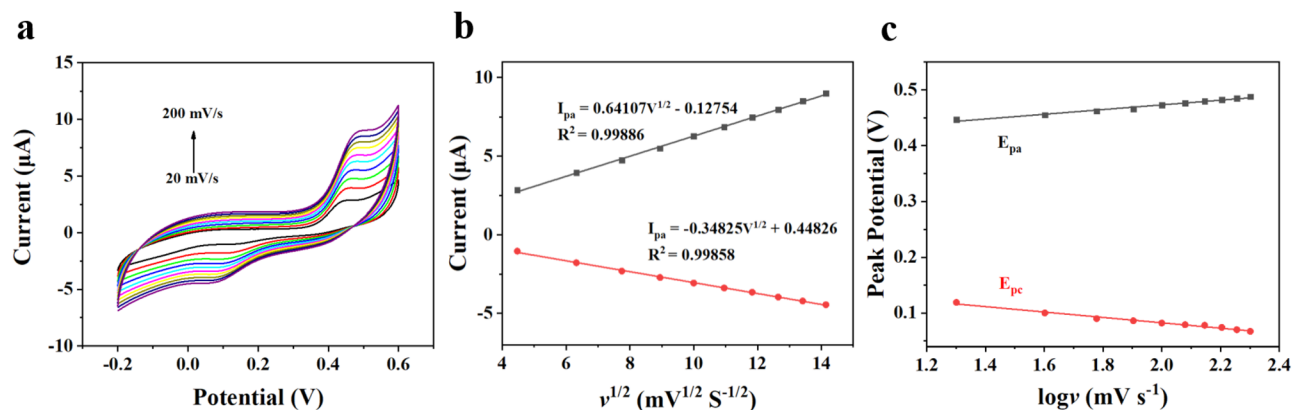 a
15
10
5
0
-5
-10
-0.2
0.0
0.2
0.4
0.6
Current (μA)
Potential (V)
200 mV/s
20 mV/s
b
10
5
0
-5
4
6
8
10
12
14
Current (μA)
v1/2 (mV1/2 S-1/2)
Ipa = 0.64107V1/2 - 0.12754
R2 = 0.99886
Ipa = -0.34825V1/2 + 0.44826
R2 = 0.99858
c
0.5
0.4
0.3
0.2
0.1
1.2
1.4
1.6
1.8
2.0
2.2
2.4
Peak Potential (V)
logv (mV s-1)
Epa
Epc